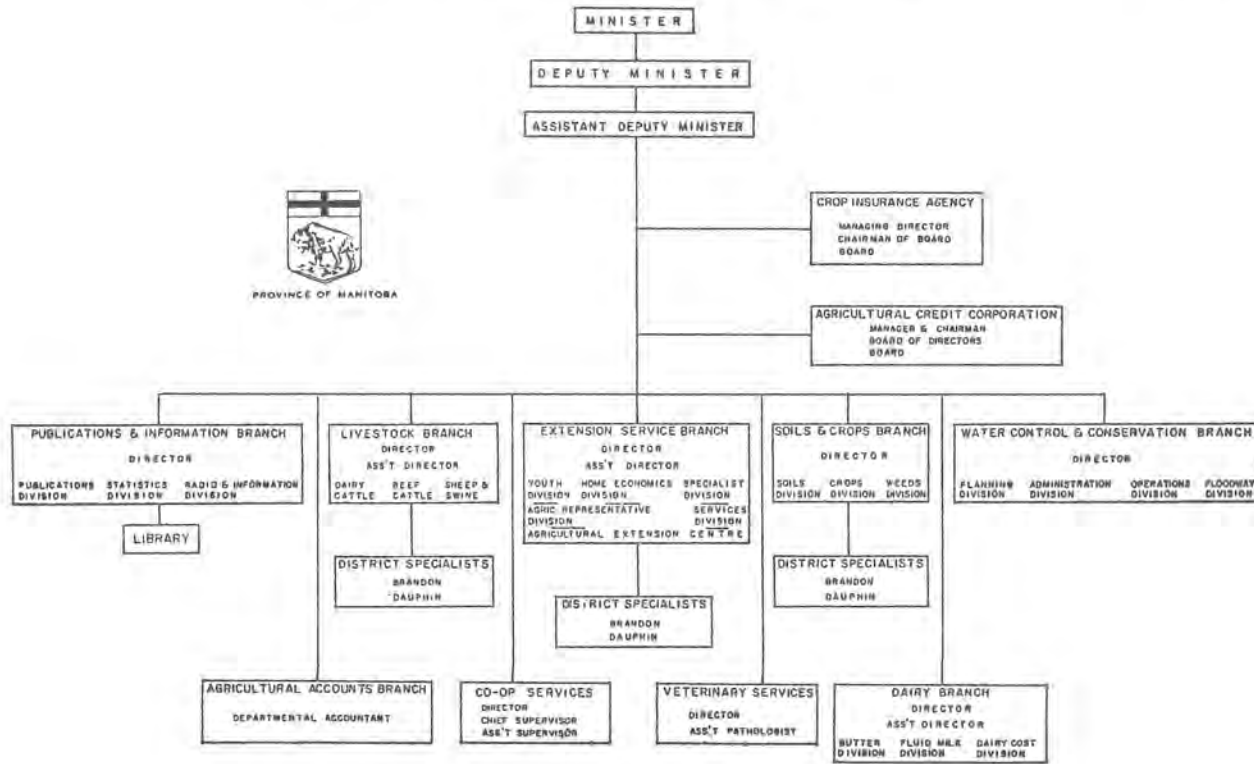 MINISTER
DEPUTY MINISTER
ASSISTANT DEPUTY MINISTER
PROVINCE OF MANITOBA
CROP INSURANCE AGENCY
MANAGING DIRECTOR
CHAIRMAN OF BOARD
BOARD
AGRICULTURAL CREDIT CORPORATION
MANAGER & CHAIRMAN
BOARD OF DIRECTORS
BOARD
PUBLICATIONS & INFORMATION BRANCH
DIRECTOR
PUBLICATIONS STATISTICS RADIO & INFORMATION
DIVISION DIVISION DIVISION
LIBRARY
LIVESTOCK BRANCH
DIRECTOR
ASS'T DIRECTOR
DAIRY BEEF SHEEP &
CATTLE CATTLE SWINE
DISTRICT SPECIALISTS
BRANDON
DAUPHIN
EXTENSION SERVICE BRANCH
DIRECTOR
ASS'T DIRECTOR
YOUTH HOME ECONOMICS SPECIALIST
DIVISION DIVISION DIVISION
AGRIC REPRESENTATIVE SERVICES
DIVISION DIVISION
AGRICULTURAL EXTENSION CENTRE
DISTRICT SPECIALISTS
BRANDON
DAUPHIN
SOILS & CROPS BRANCH
DIRECTOR
SOILS CROPS WEEDS
DIVISION DIVISION DIVISION
DISTRICT SPECIALISTS
BRANDON
DAUPHIN
WATER CONTROL & CONSERVATION BRANCH
DIRECTOR
PLANNING ADMINISTRATION OPERATIONS FLOODWAY
DIVISION DIVISION DIVISION DIVISION
AGRICULTURAL ACCOUNTS BRANCH
DEPARTMENTAL ACCOUNTANT
CO-OP SERVICES
DIRECTOR
CHIEF SUPERVISOR
ASS'T SUPERVISOR
VETERINARY SERVICES
DIRECTOR
ASS'T PATHOLOGIST
DAIRY BRANCH
DIRECTOR
ASS'T DIRECTOR
BUTTER FLUID MILK DAIRY COST
DIVISION DIVISION DIVISION